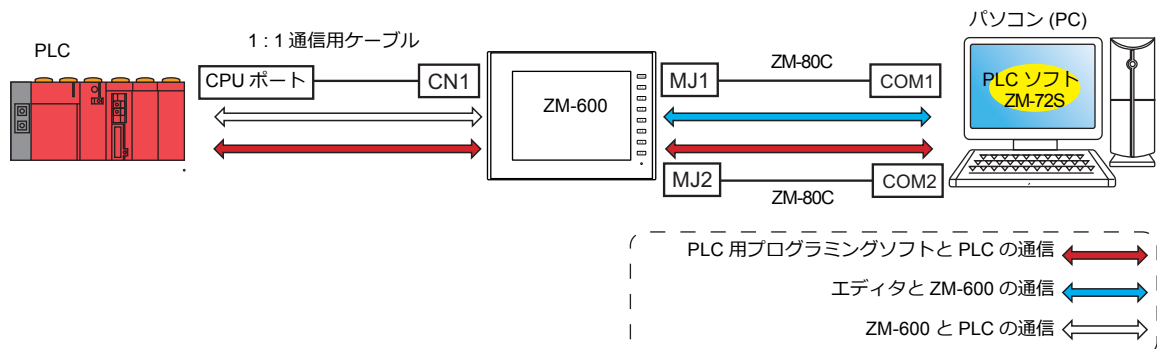 パソコン (PC)
PLC
1 : 1 通信用ケーブル
CPU ポート
CN1
ZM-600
MJ1
ZM-80C
COM1
PLC ソフト
ZM-72S
MJ2
ZM-80C
COM2
PLC 用プログラミングソフトと PLC の通信
エディタと ZM-600 の通信
ZM-600 と PLC の通信